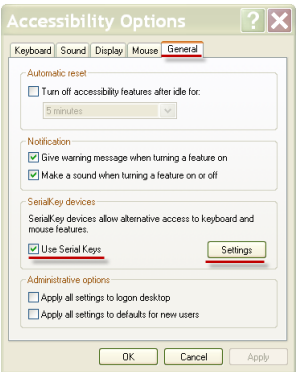 Accessibility Options
Keyboard Sound Display Mouse General
Automatic reset
Turn off accessibility features after idle for:
5 minutes
Notification
Give warning message when turning a feature on
Make a sound when turning a feature on or off
SerialKey devices
SerialKey devices allow alternative access to keyboard and
mouse features.
Use Serial Keys Settings
Administrative options
Apply all settings to logon desktop
Apply all settings to defaults for new users
OK Cancel Apply